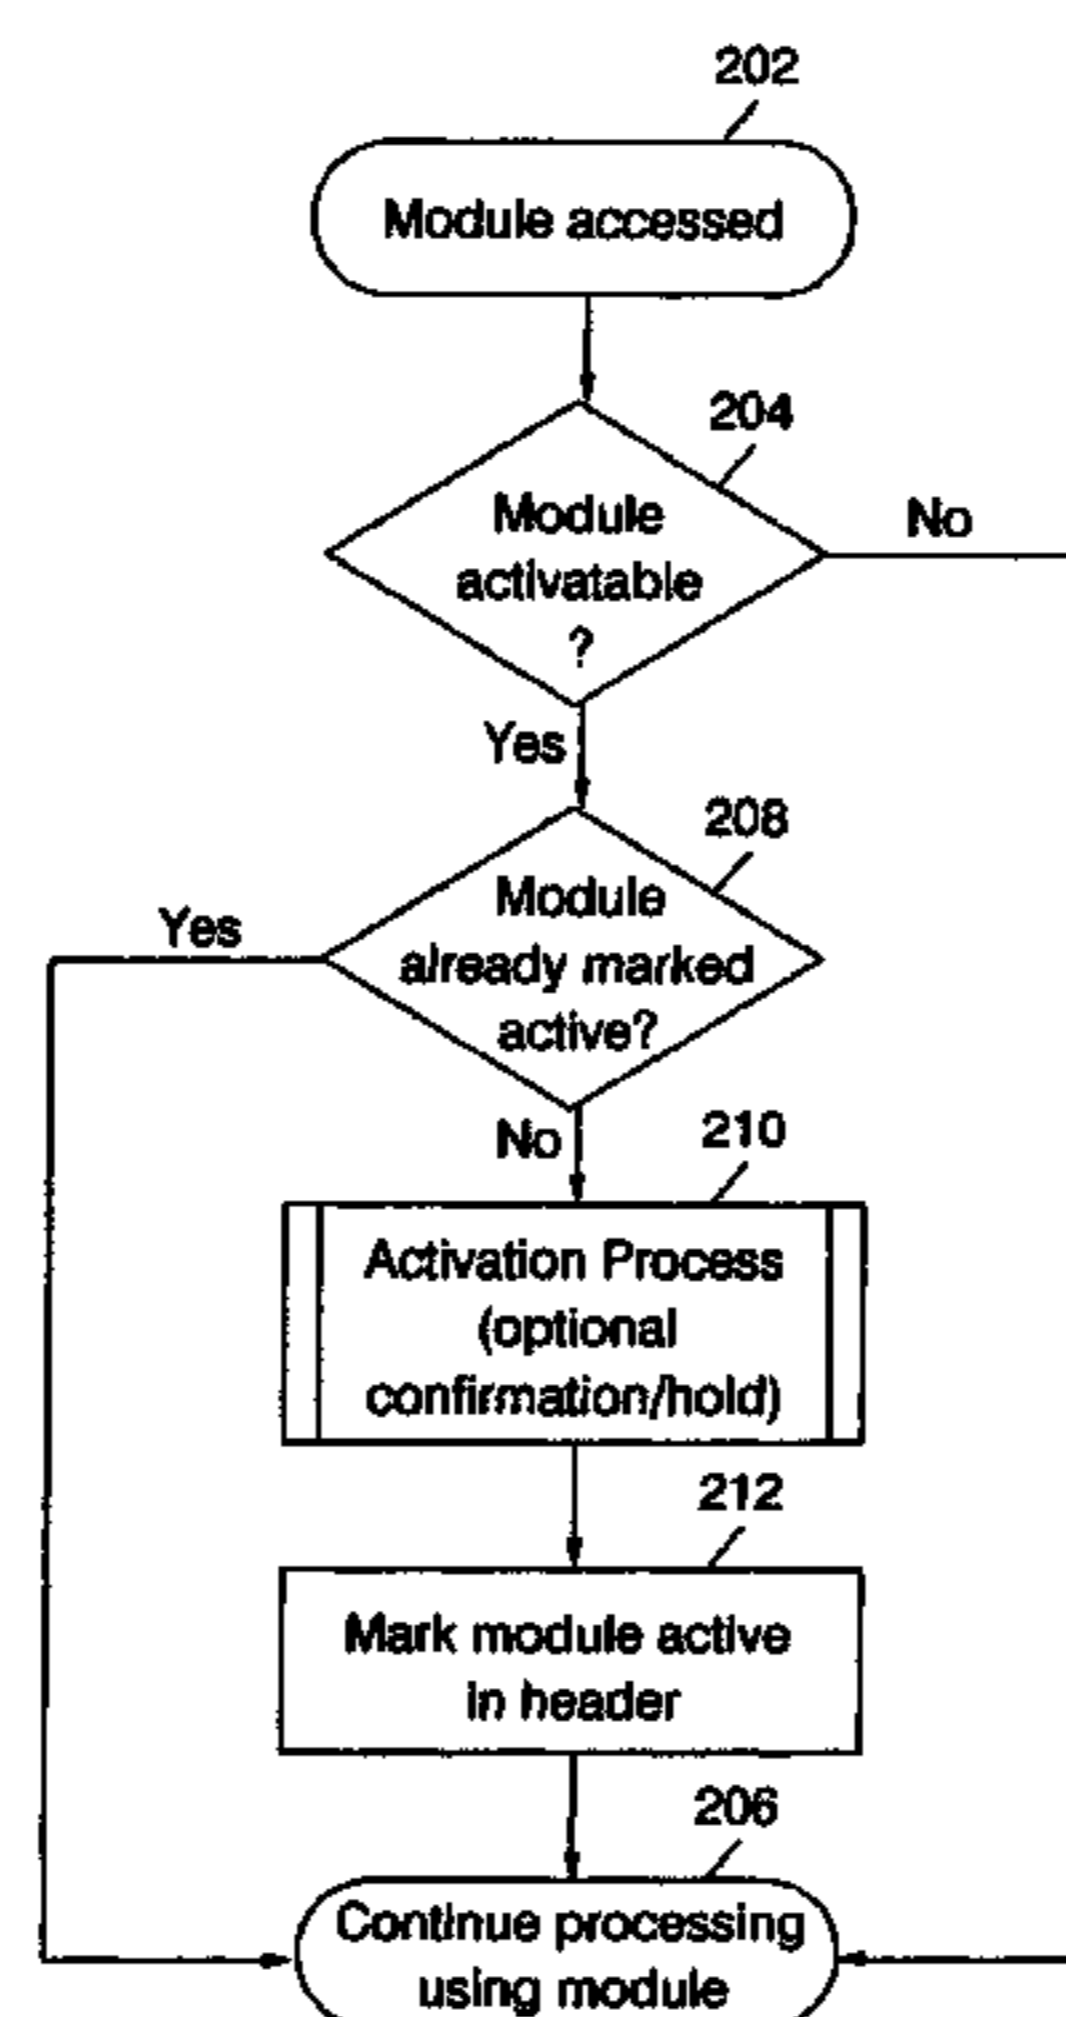 202
Module accessed
204
Module
activatable
?
No
Yes
208
Module
already marked
active?
Yes
No
210
Activation Process
(optional
confirmation/hold)
212
Mark module active
in header
206
Continue processing
using module